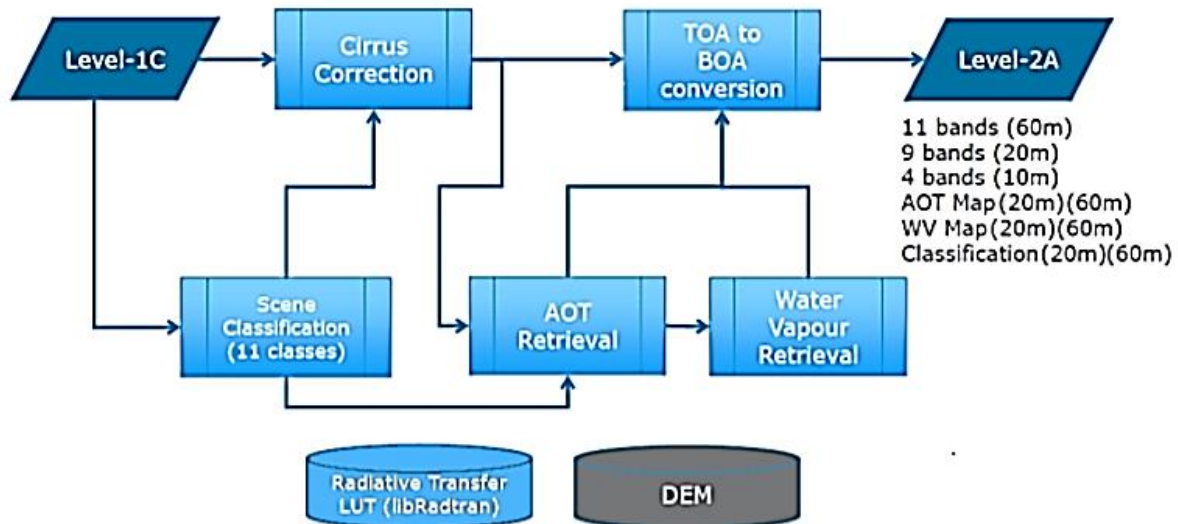 Level-1C
Cirrus
Correction
TOA to
BOA
conversion
Level-2A
11 bands (60m)
9 bands (20m)
4 bands (10m)
AOT Map(20m)(60m)
WV Map(20m)(60m)
Classification(20m)(60m)
Scene
Classification
(11 classes)
AOT
Retrieval
Water
Vapour
Retrieval
Radiative Transfer
LUT (libRadtran)
DEM